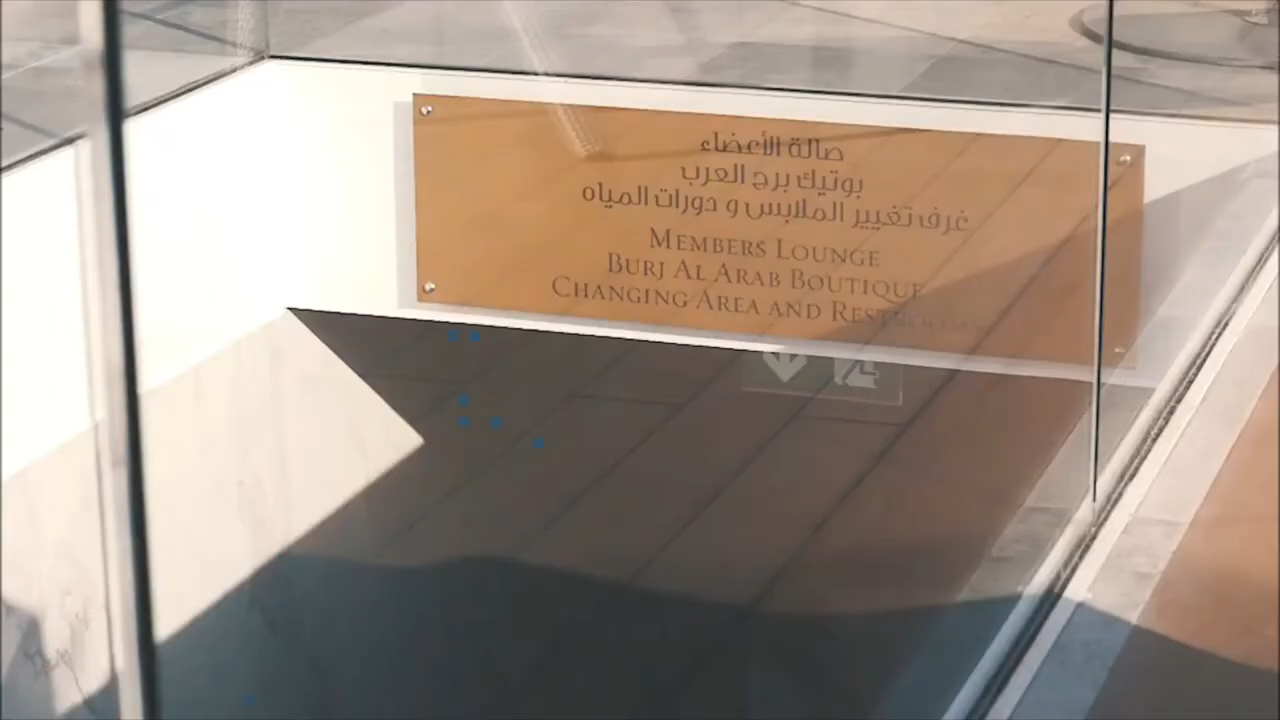 صالة الأعضاء
بوتيك برج العرب
غرف تغيير الملابس و دورات المياه
MEMBERS LOUNGE
BURJ AL ARAB BOUTIQUE
CHANGING AREA AND RESTROOMS